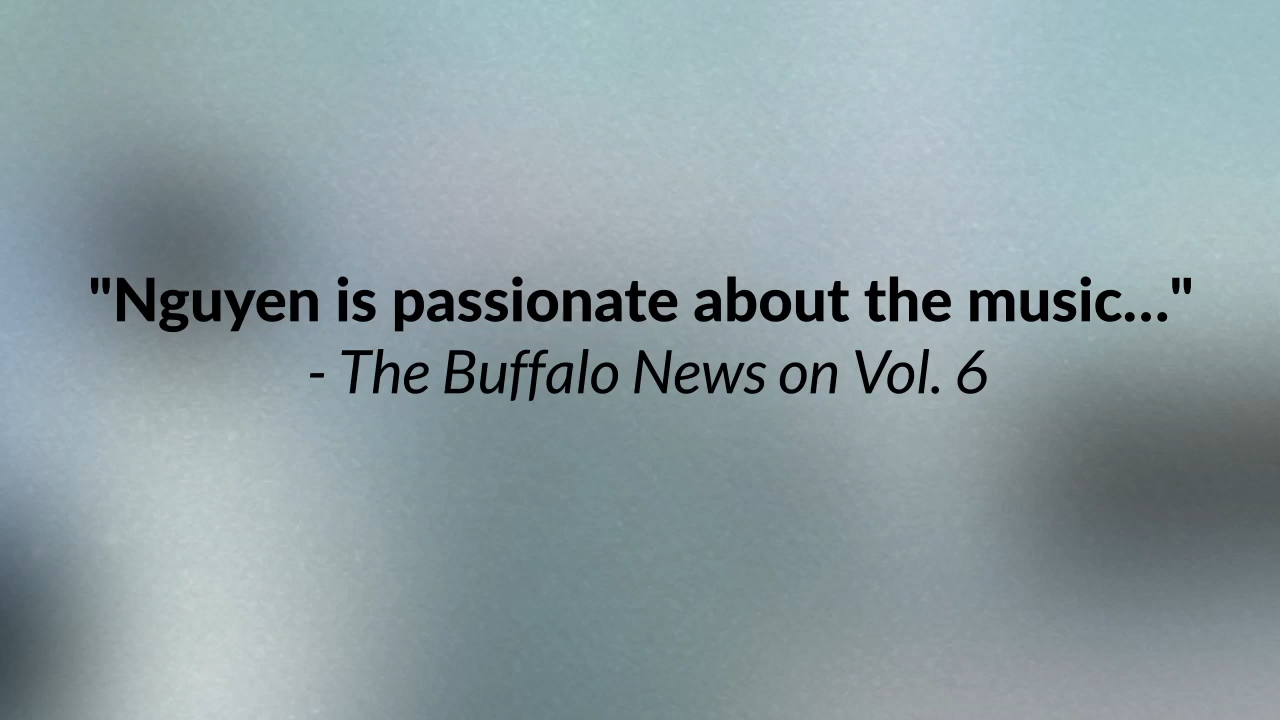 "Nguyen is passionate about the music..."
- The Buffalo News on Vol. 6